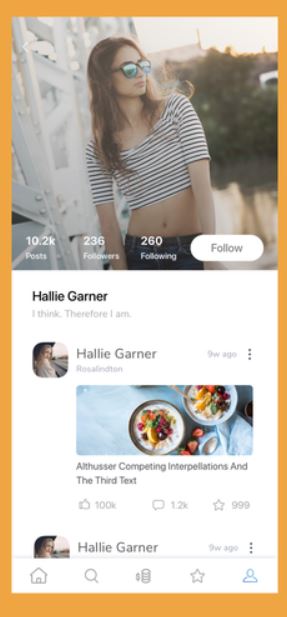 10.2k 236 260 Follow
Posts Followers Following
Hallie Garner
I think. Therefore I am.
Hallie Garner 9w ago
Rosalindton
Althusser Competing Interpellations And
The Third Text
100k 1.2k 999
Hallie Garner 9w ago